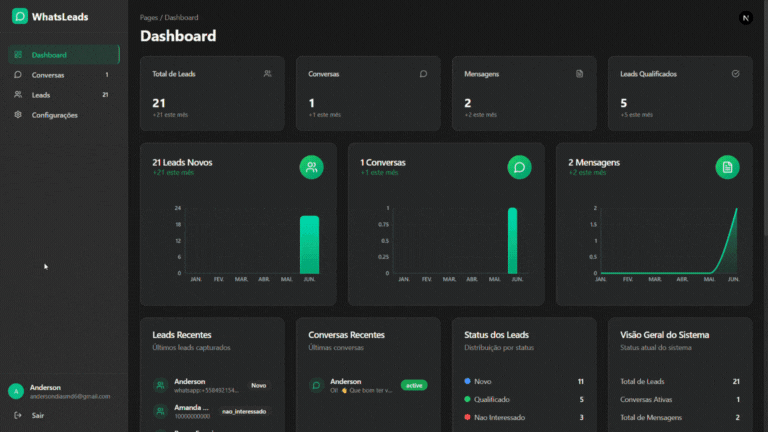 WhatsLeads
Dashboard
Conversas 1
Leads 21
Configurações
Anderson
andersondiasmd6@gmail.com
Sair
Pages / Dashboard
Dashboard
N
Total de Leads
21
+21 este mês
Conversas
1
+1 este mês
Mensagens
2
+2 este mês
Leads Qualificados
5
+5 este mês
21 Leads Novos
+21 este mês
24
18
12
6
0
JAN. FEV. MAR. ABR. MAI. JUN.
1 Conversas
+1 este mês
1
0.75
0.5
0.25
0
JAN. FEV. MAR. ABR. MAI. JUN.
2 Mensagens
+2 este mês
2
1.5
1
0.5
0
JAN. FEV. MAR. ABR. MAI. JUN.
Leads Recentes
Últimos leads capturados
Anderson
whatsapp:+558492154...
Novo
Amanda ...
10000000000
nao_interessado
Conversas Recentes
Últimas conversas
Anderson
Oi! 👋 Que bom ter v...
active
Status dos Leads
Distribuição por status
Novo 11
Qualificado 5
Nao Interessado 3
Visão Geral do Sistema
Status atual do sistema
Total de Leads 21
Conversas Ativas 1
Total de Mensagens 2